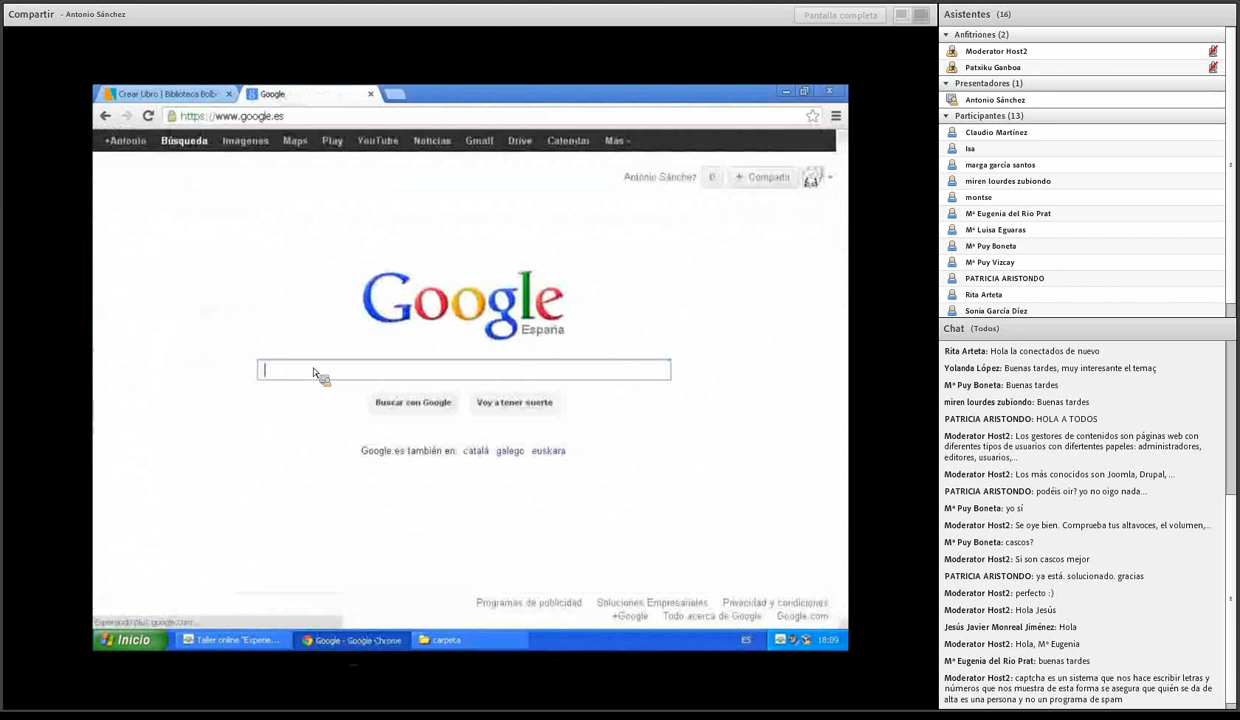 Compartir - Antonio Sánchez
Pantalla completa
Crear Libro | Biblioteca Bolb
Google
https://www.google.es
+Antonio Búsqueda Imágenes Maps Play YouTube Noticias Gmail Drive Calendar Más
Antonio Sánchez 0 + Compartir
Google
España
Buscar con Google Voy a tener suerte
Google.es también en: català galego euskara
Programas de publicidad Soluciones Empresariales Privacidad y condiciones
+Google Todo acerca de Google Google.com
Esperando plus.google.com...
Inicio Taller online "Experie... Google - Google Chrome carpeta ES 18:09
Asistentes (16)
Anfitriones (2)
Moderator Host2
Patxiku Ganboa
Presentadores (1)
Antonio Sánchez
Participantes (13)
Claudio Martínez
Isa
marga garcía santos
miren lourdes zubiondo
montse
Mª Eugenia del Rio Prat
Mª Luisa Eguaras
Mª Puy Boneta
Mª Puy Vizcay
PATRICIA ARISTONDO
Rita Arteta
Sonia García Díez
Chat (Todos)
Rita Arteta: Hola la conectados de nuevo
Yolanda López: Buenas tardes, muy interesante el temaç
Mª Puy Boneta: Buenas tardes
miren lourdes zubiondo: Buenas tardes
PATRICIA ARISTONDO: HOLA A TODOS
Moderator Host2: Los gestores de contenidos son páginas web con
diferentes tipos de usuarios con difertentes papeles: administradores,
editores, usuarios,...
Moderator Host2: Los más conocidos son Joomla, Drupal, ...
PATRICIA ARISTONDO: podéis oir? yo no oigo nada...
Mª Puy Boneta: yo sí
Moderator Host2: Se oye bien. Comprueba tus altavoces, el volumen,...
Mª Puy Boneta: cascos?
Moderator Host2: Si son cascos mejor
PATRICIA ARISTONDO: ya está. solucionado. gracias
Moderator Host2: perfecto :)
Moderator Host2: Hola Jesús
Jesús Javier Monreal Jiménez: Hola
Moderator Host2: Hola, Mª Eugenia
Mª Eugenia del Rio Prat: buenas tardes
Moderator Host2: captcha es un sistema que nos hace escribir letras y
números que nos muestra de esta forma se asegura que quién se da de
alta es una persona y no un programa de spam